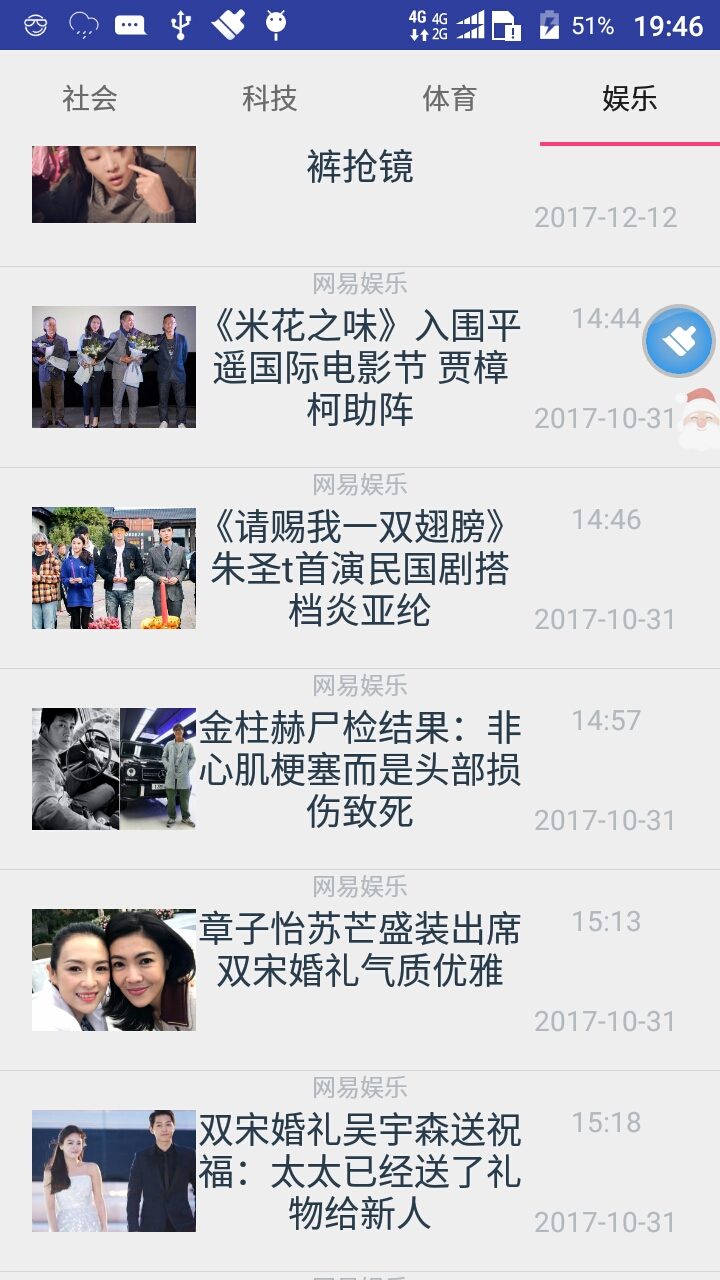 4G 4G 2G 51% 19:46
社会 科技 体育 娱乐
裤抢镜
2017-12-12
网易娱乐
《米花之味》入围平
遥国际电影节 贾樟
柯助阵
14:44
2017-10-31
网易娱乐
《请赐我一双翅膀》
朱圣t首演民国剧搭
档炎亚纶
14:46
2017-10-31
网易娱乐
金柱赫尸检结果：非
心肌梗塞而是头部损
伤致死
14:57
2017-10-31
网易娱乐
章子怡苏芒盛装出席
双宋婚礼气质优雅
15:13
2017-10-31
网易娱乐
双宋婚礼吴宇森送祝
福：太太已经送了礼
物给新人
15:18
2017-10-31